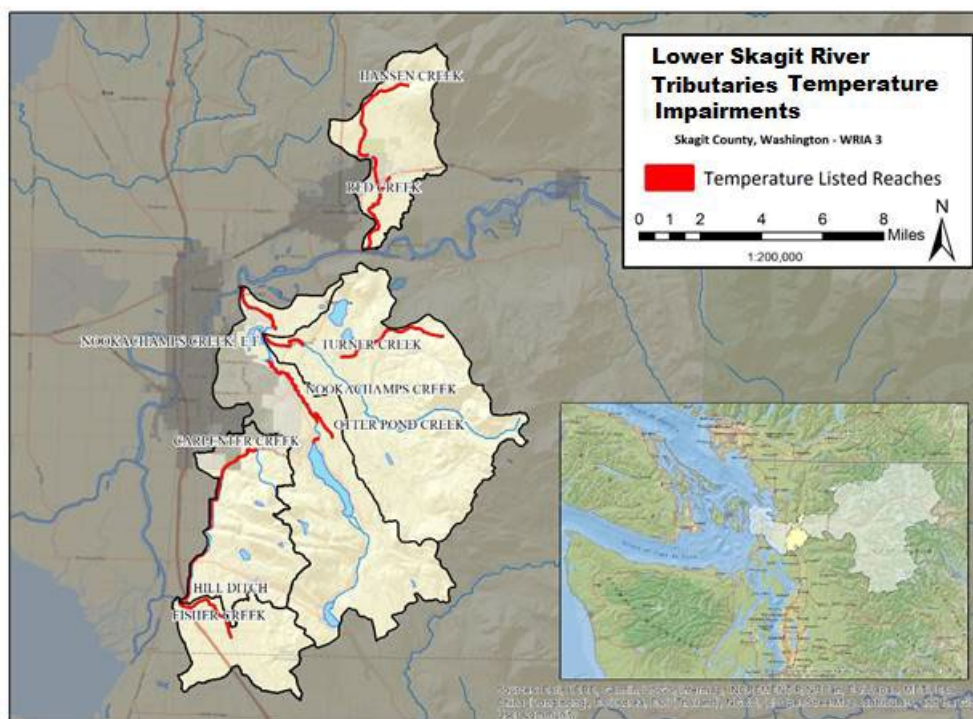 Lower Skagit River
Tributaries Temperature
Impairments
Skagit County, Washington - WRIA 3
Temperature Listed Reaches
0 1 2 4 6 8
Miles
N
1:200,000
HANSEN CREEK
RED CREEK
NOOKACHAMPS CREEK, E F
TURNER CREEK
NOOKACHAMPS CREEK
OTTER POND CREEK
CARPENTER CREEK
HILL DITCH
FISHER CREEK